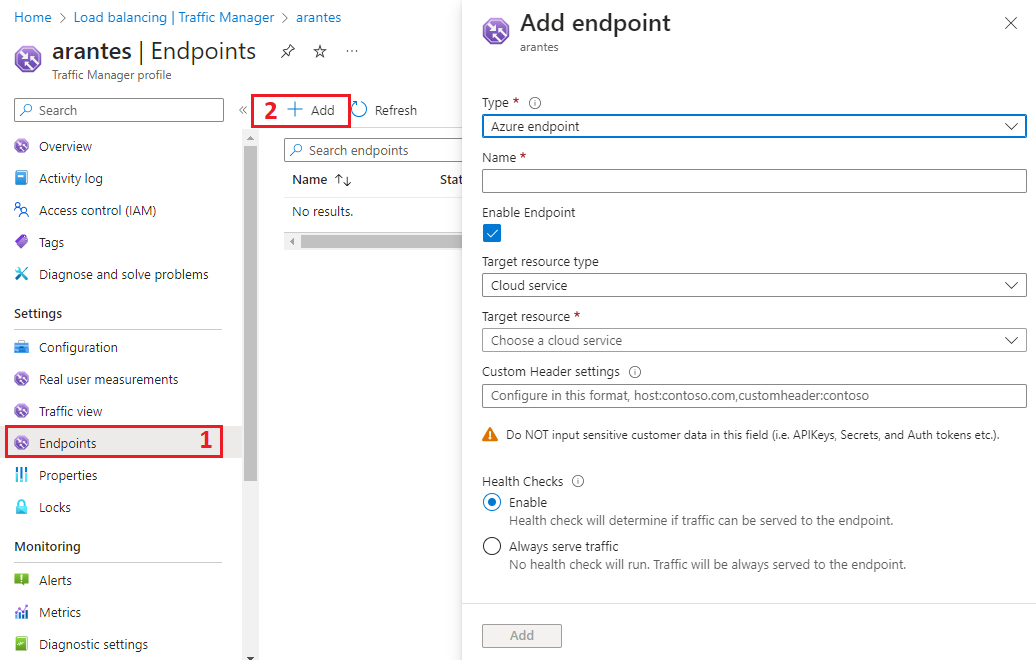 Home > Load balancing | Traffic Manager > arantes
arantes | Endpoints
Traffic Manager profile
Search
Overview
Activity log
Access control (IAM)
Tags
Diagnose and solve problems
Settings
Configuration
Real user measurements
Traffic view
Endpoints 1
Properties
Locks
Monitoring
Alerts
Metrics
Diagnostic settings
2 + Add Refresh
Search endpoints
Name ↑↓ Stat
No results.
Add endpoint
arantes
Type *
Azure endpoint
Name *
Enable Endpoint
Target resource type
Cloud service
Target resource *
Choose a cloud service
Custom Header settings
Configure in this format, host:contoso.com,customheader:contoso
Do NOT input sensitive customer data in this field (i.e. APIKeys, Secrets, and Auth tokens etc.).
Health Checks
Enable
Health check will determine if traffic can be served to the endpoint.
Always serve traffic
No health check will run. Traffic will be always served to the endpoint.
Add